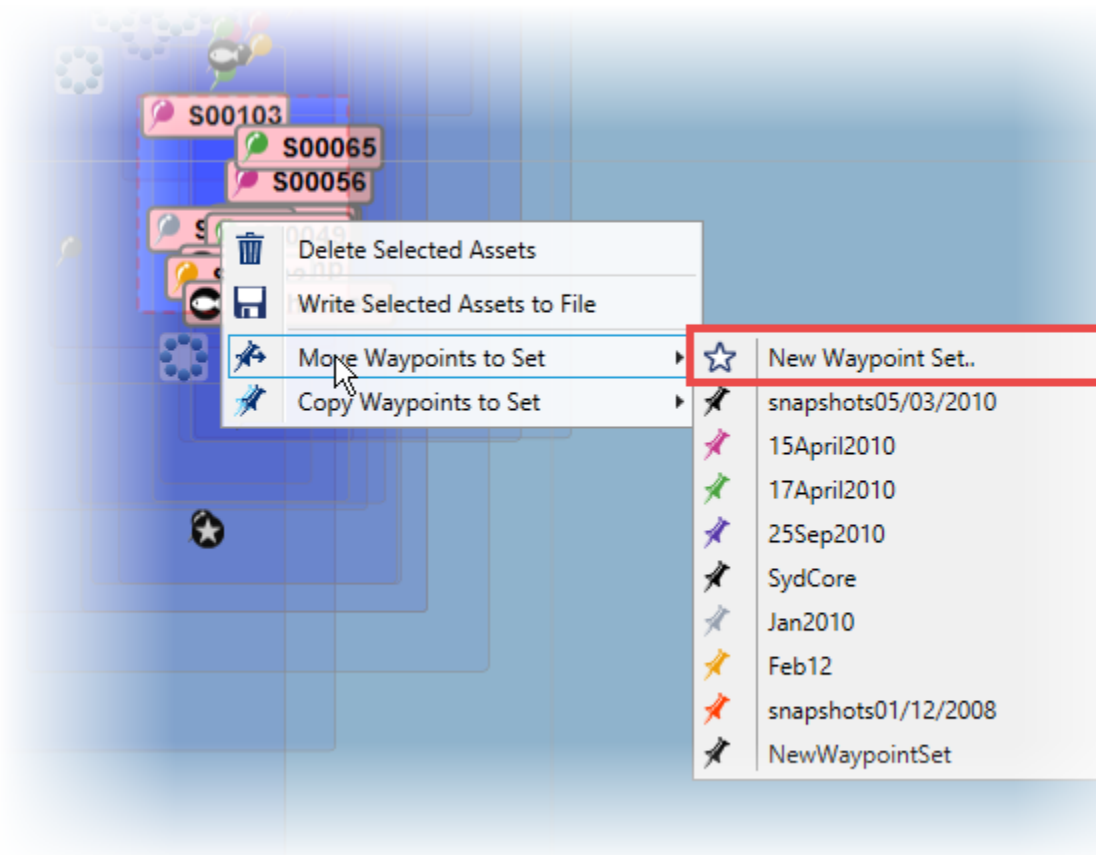 S00103
S00065
S00056
Delete Selected Assets
Write Selected Assets to File
Move Waypoints to Set
Copy Waypoints to Set
New Waypoint Set..
snapshots05/03/2010
15April2010
17April2010
25Sep2010
SydCore
Jan2010
Feb12
snapshots01/12/2008
NewWaypointSet